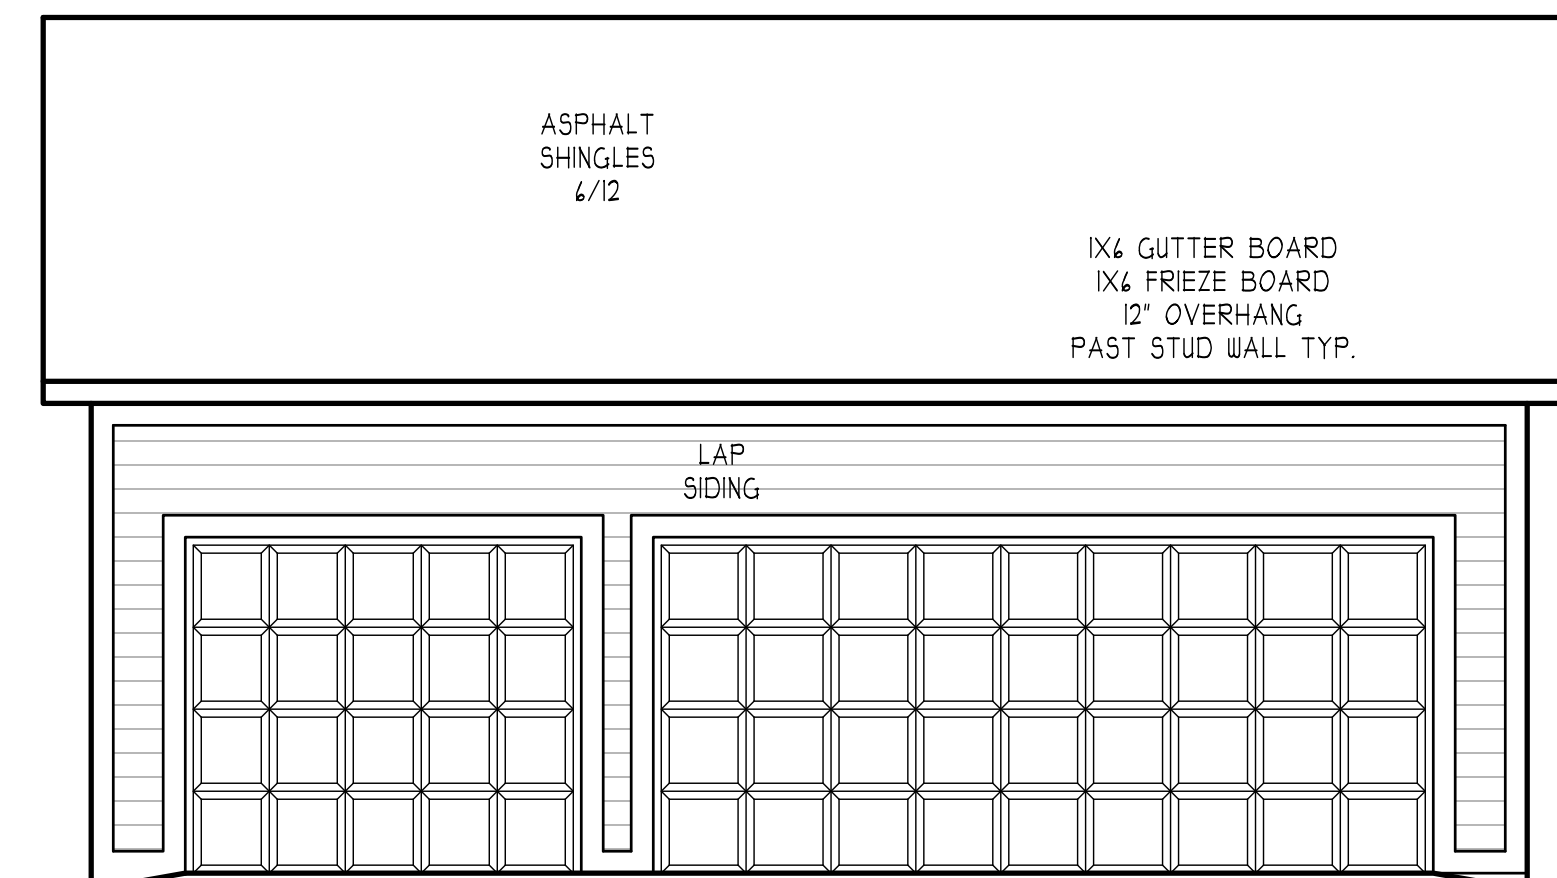 ASPHALT
SHINGLES
6/12
1X6 GUTTER BOARD
1X6 FRIEZE BOARD
12" OVERHANG
PAST STUD WALL TYP.
LAP
SIDING